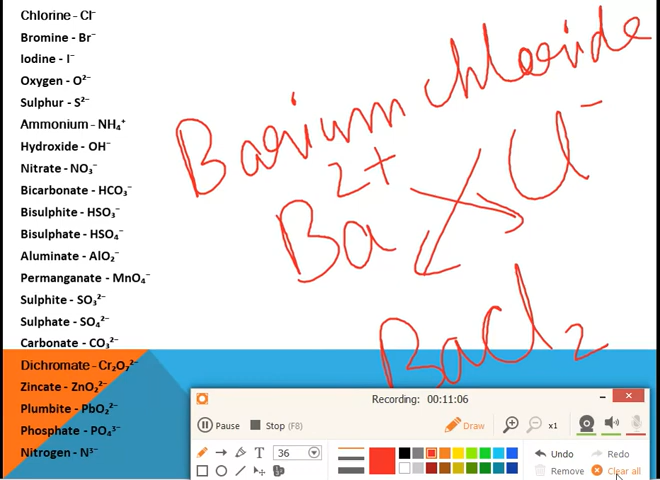 Chlorine - Cl⁻
Bromine - Br⁻
Iodine - I⁻
Oxygen - O²⁻
Sulphur - S²⁻
Ammonium - NH₄⁺
Hydroxide - OH⁻
Nitrate - NO₃⁻
Bicarbonate - HCO₃⁻
Bisulphite - HSO₃⁻
Bisulphate - HSO₄⁻
Aluminate - AlO₂⁻
Permanganate - MnO₄⁻
Sulphite - SO₃²⁻
Sulphate - SO₄²⁻
Carbonate - CO₃²⁻
Dichromate - Cr₂O₇²⁻
Zincate - ZnO₂²⁻
Plumbite - PbO₂²⁻
Phosphate - PO₄³⁻
Nitrogen - N³⁻
Barium chloride
Ba²⁺ Cl⁻
BaCl₂
Recording: 00:11:06
Pause Stop (F8) Draw x1
T 36 Undo Redo
Remove Clear all